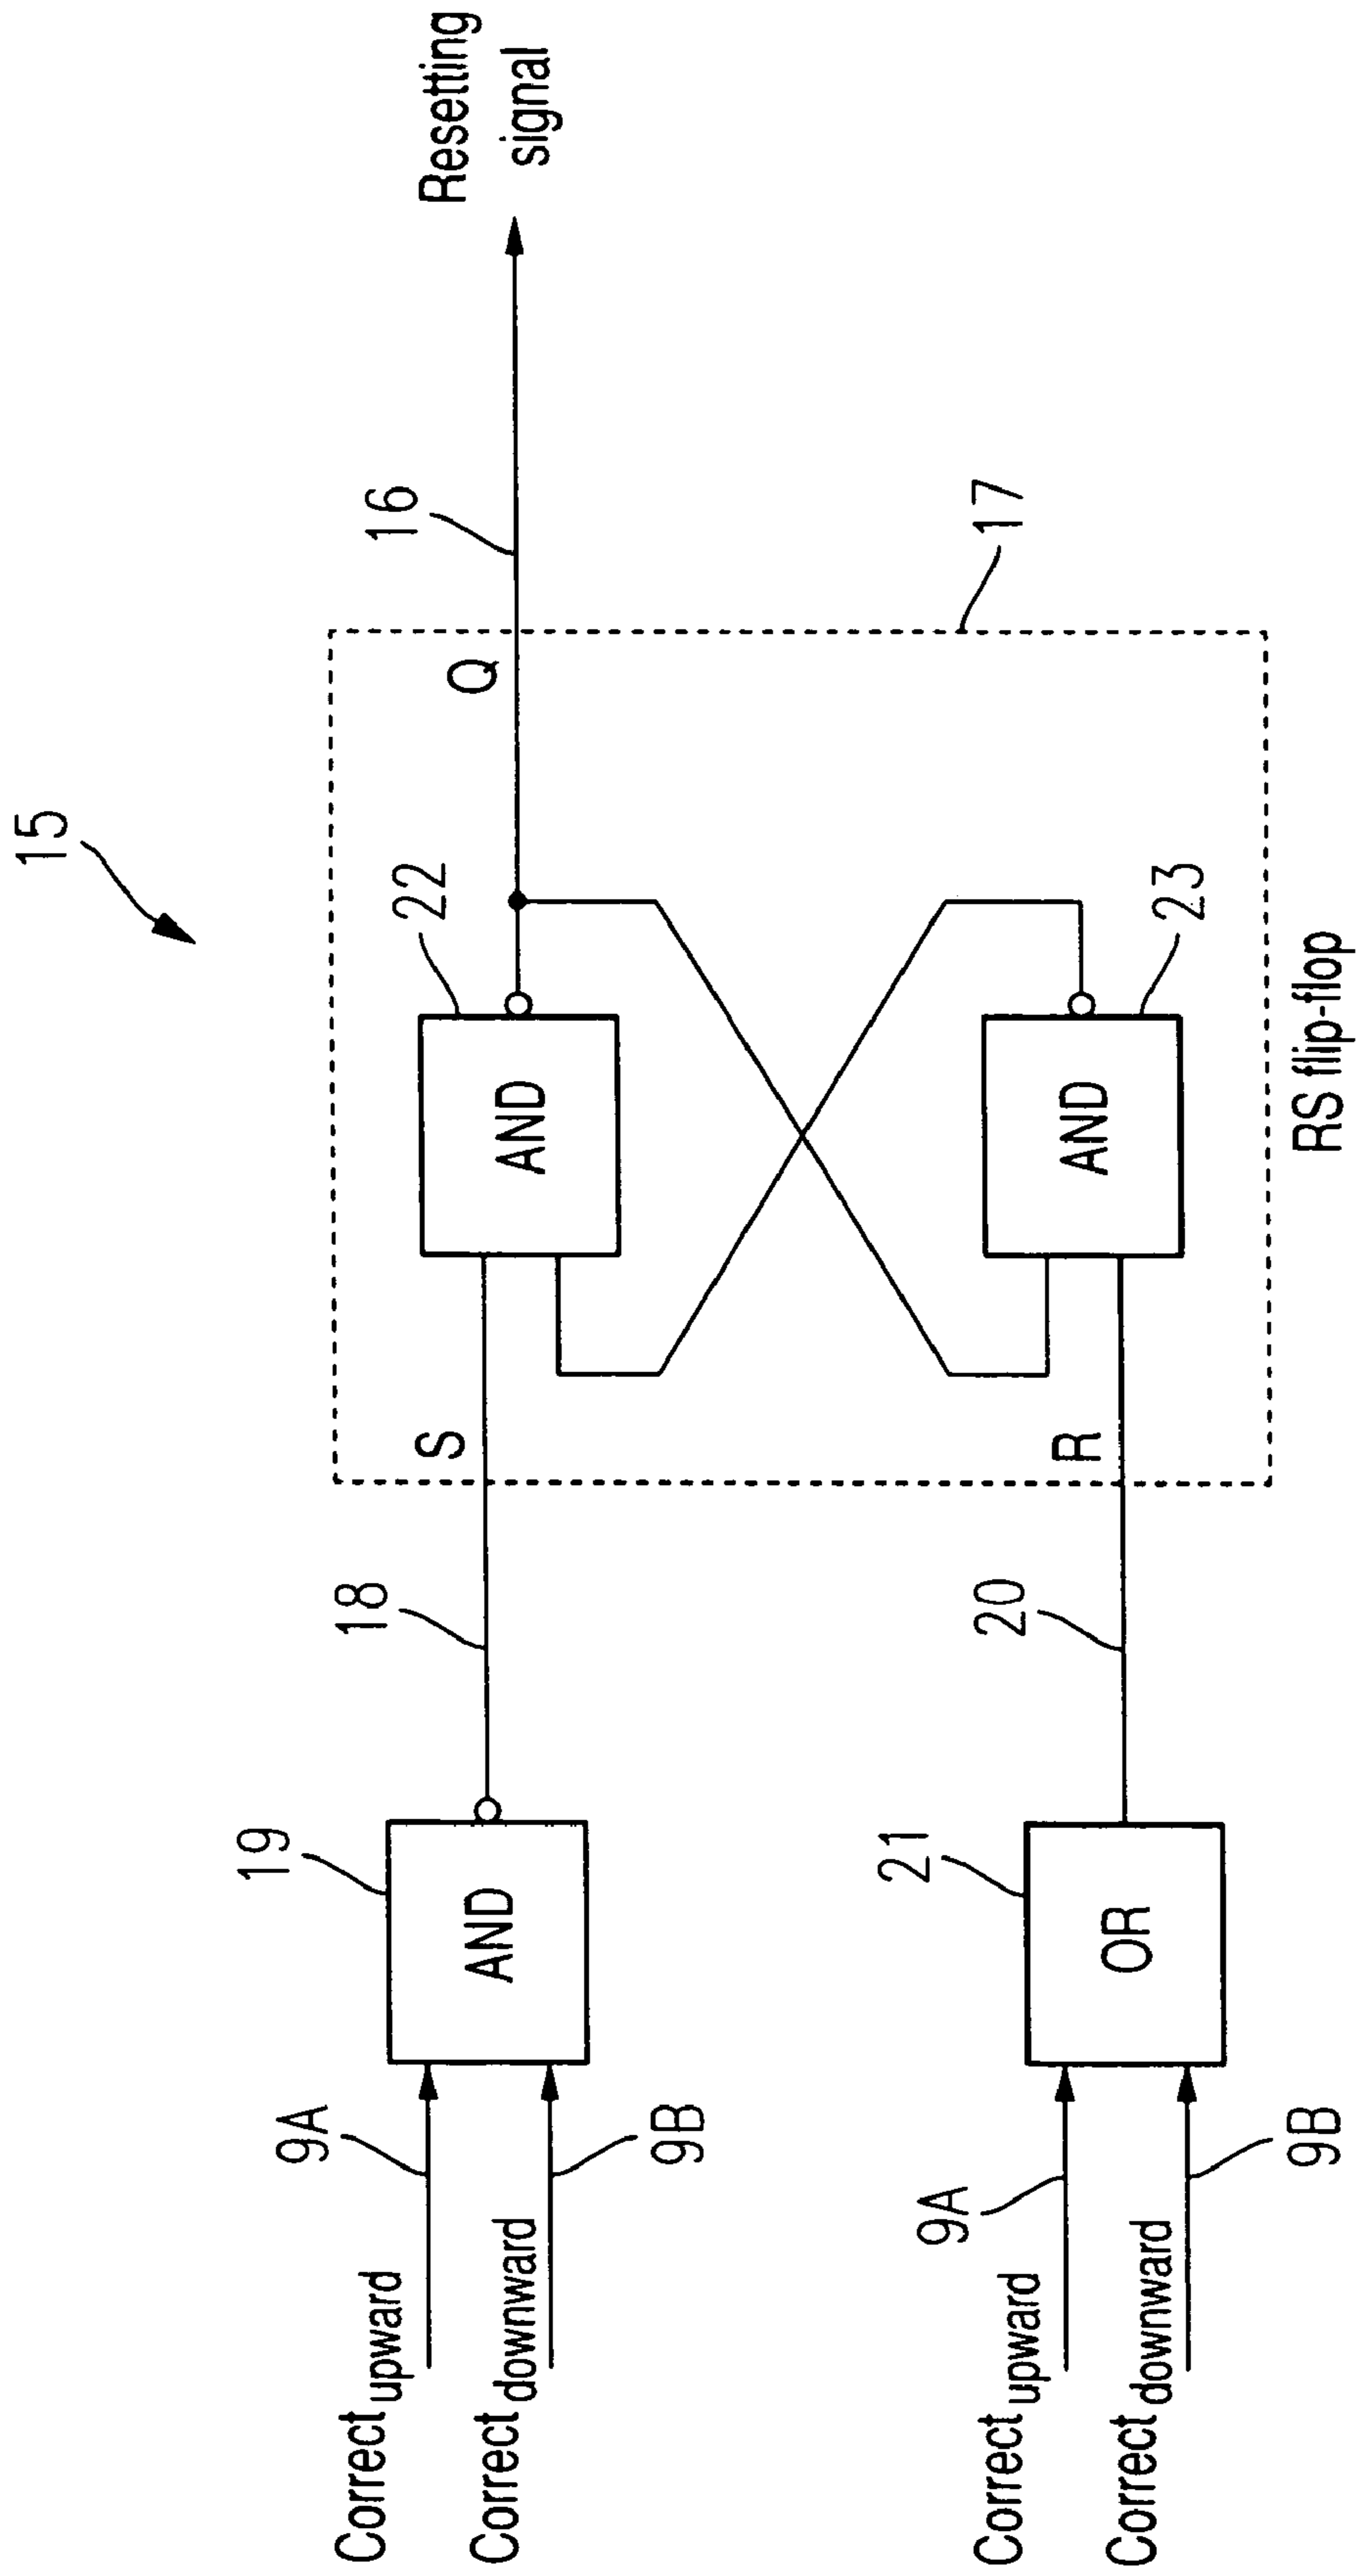 15
19
9A
Correct upward
Correct downward
9B
AND
18
S
22
AND
Q
16
Resetting
signal
21
9A
Correct upward
Correct downward
9B
OR
20
R
AND
23
17
RS flip-flop